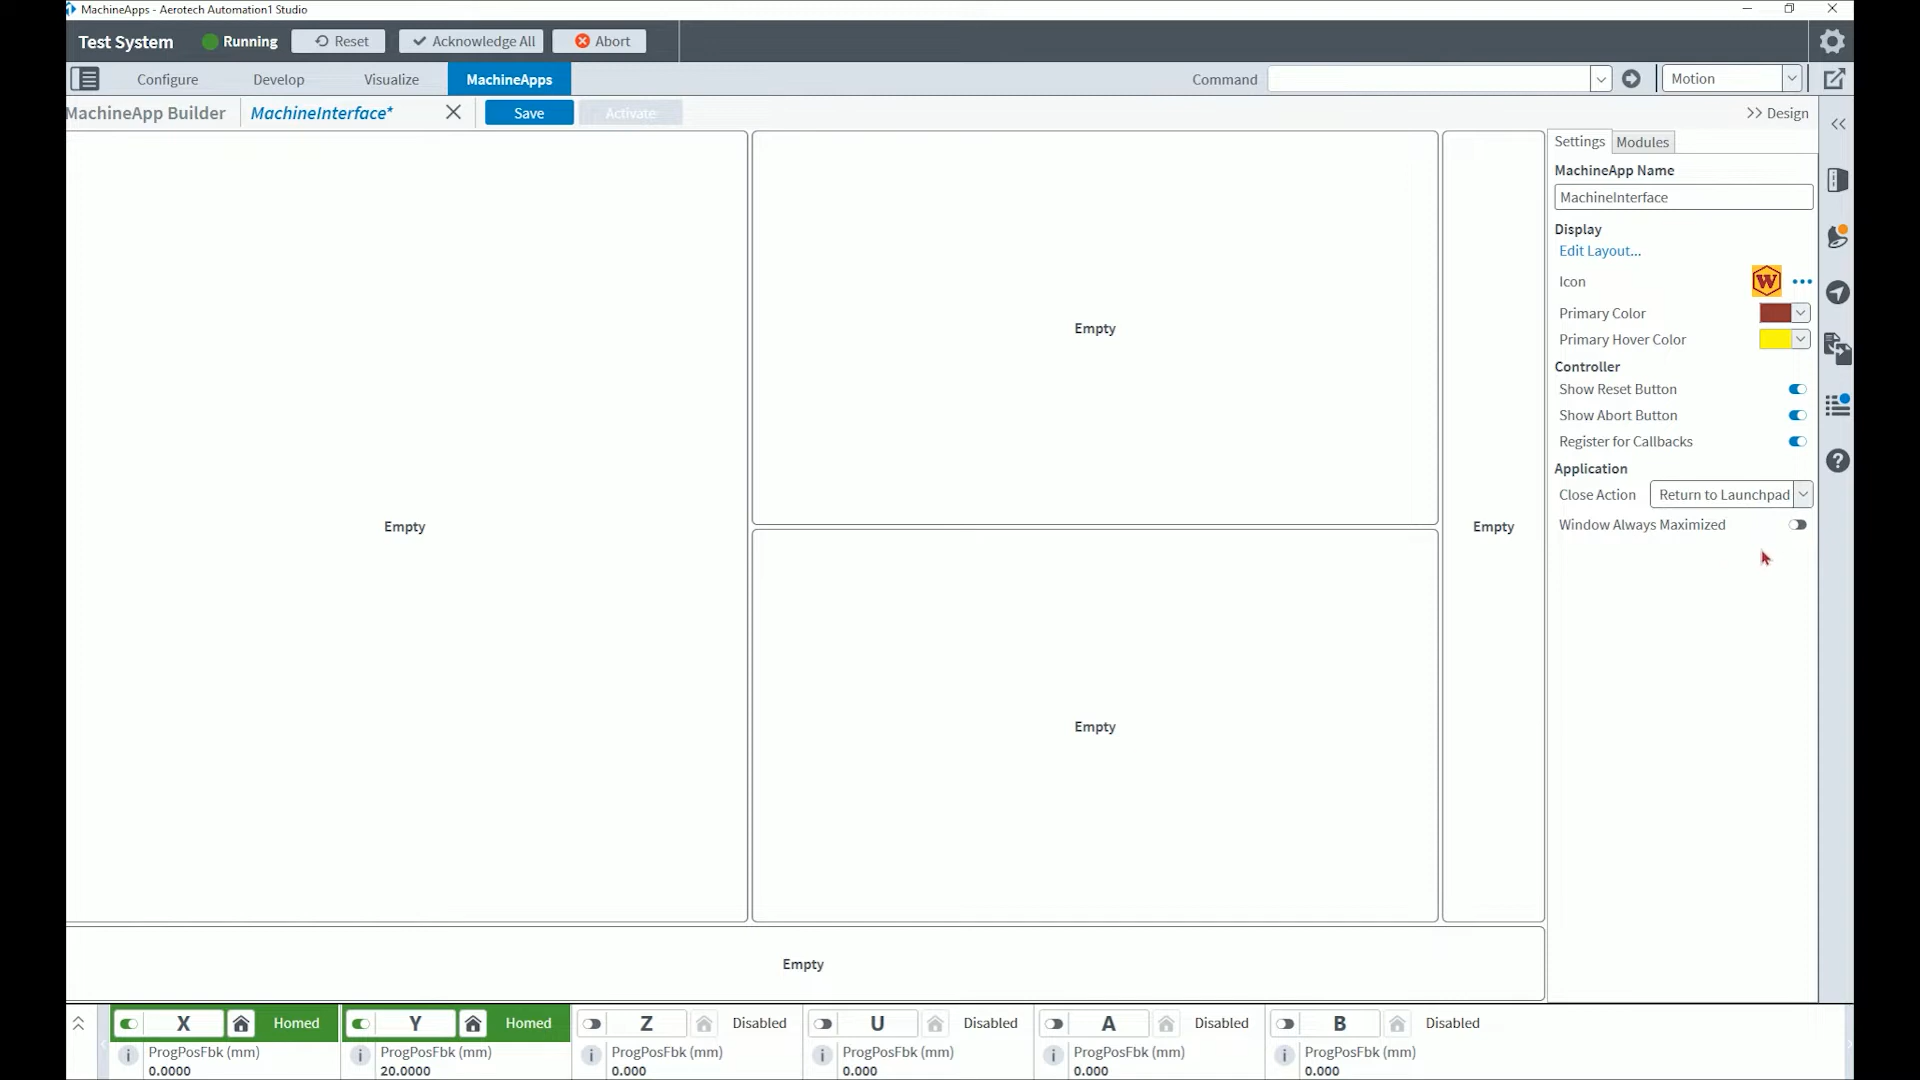 MachineApps - Aerotech Automation1 Studio
Test System Running Reset Acknowledge All Abort
Configure Develop Visualize MachineApps Command Motion
MachineApp Builder MachineInterface* Save Activate >> Design
Settings Modules
MachineApp Name
MachineInterface
Display
Edit Layout...
Icon W
Primary Color
Primary Hover Color
Controller
Show Reset Button
Show Abort Button
Register for Callbacks
Application
Close Action Return to Launchpad
Window Always Maximized
Empty
Empty
Empty
Empty
Empty
X Homed Y Homed Z Disabled U Disabled A Disabled B Disabled
ProgPosFbk (mm) ProgPosFbk (mm) ProgPosFbk (mm) ProgPosFbk (mm) ProgPosFbk (mm) ProgPosFbk (mm)
0.0000 20.0000 0.000 0.000 0.000 0.000